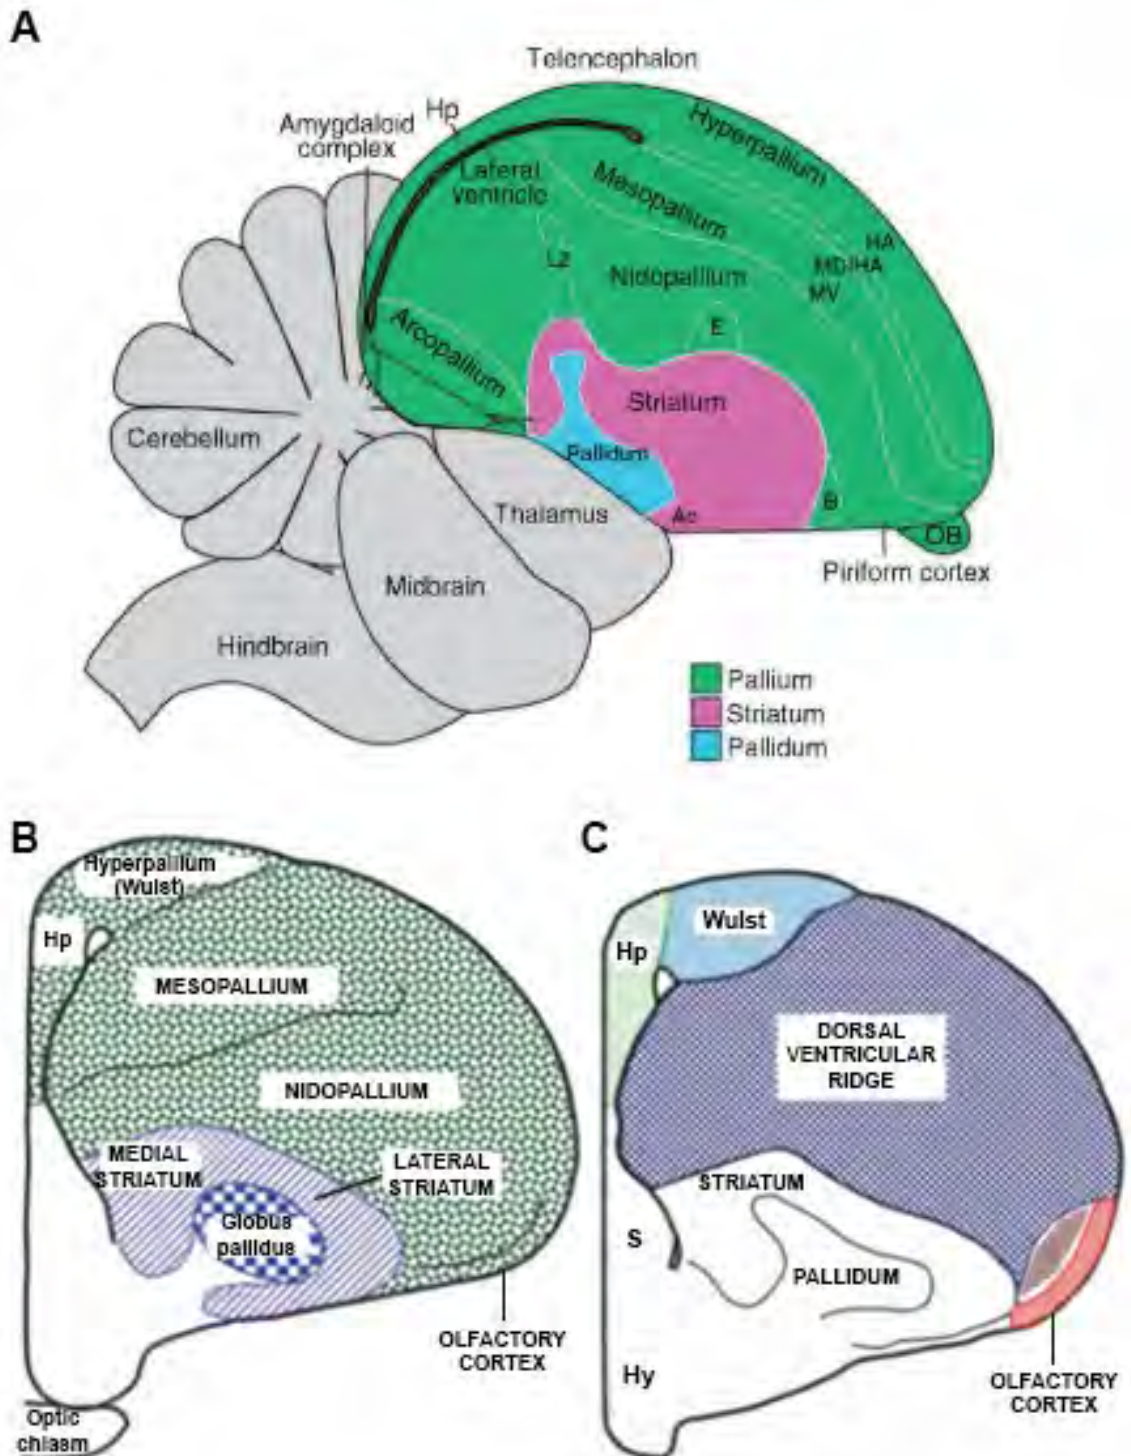 A
Telencephalon
Hp
Amygdaloid
complex
Hyperpallium
Lateral
ventricle
Mesopallium
HA
L2
MD/IHA
Nidopallium
MV
E
Arcopallium
Striatum
Cerebellum
Pallidum
B
Thalamus
Ac
OB
Piriform cortex
Midbrain
Hindbrain
Pallium
Striatum
Pallidum
B
Hyperpallium
(Wulst)
Hp
MESOPALLIUM
NIDOPALLIUM
MEDIAL
STRIATUM
LATERAL
STRIATUM
Globus
pallidus
OLFACTORY
CORTEX
Optic
chiasm
C
Wulst
Hp
DORSAL
VENTRICULAR
RIDGE
STRIATUM
S
PALLIDUM
Hy
OLFACTORY
CORTEX